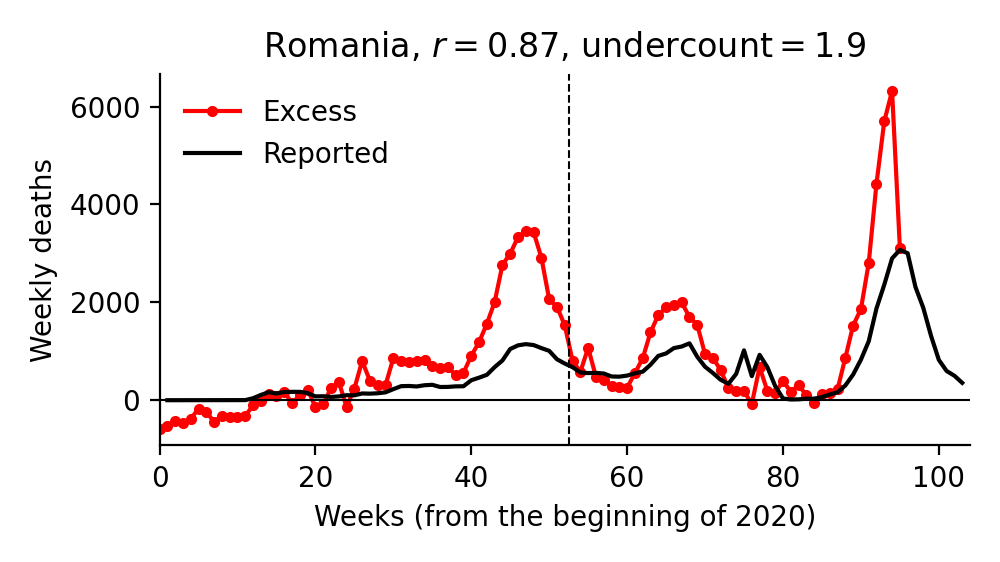 Romania, r = 0.87, undercount = 1.9
Excess
Reported
Weekly deaths
6000
4000
2000
0
0 20 40 60 80 100
Weeks (from the beginning of 2020)